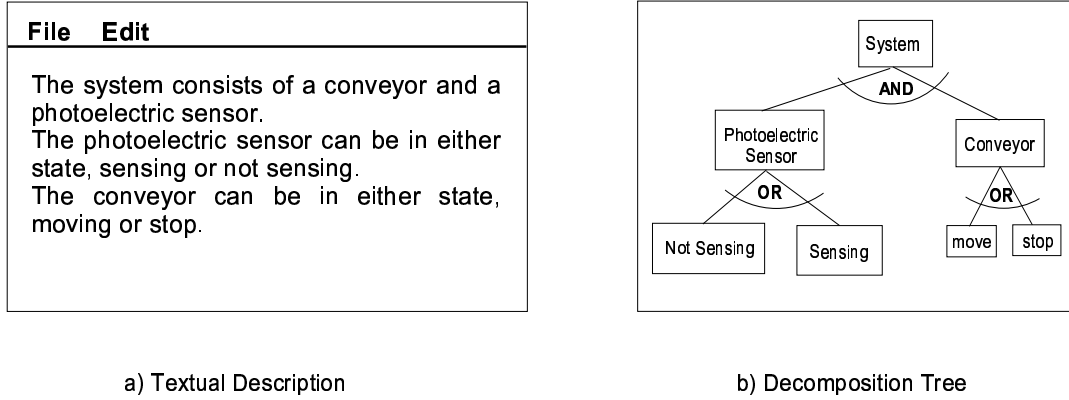 File Edit
The system consists of a conveyor and a
photoelectric sensor.
The photoelectric sensor can be in either
state, sensing or not sensing.
The conveyor can be in either state,
moving or stop.
a) Textual Description
System
AND
Photoelectric
Sensor
Conveyor
OR
OR
Not Sensing
Sensing
move
stop
b) Decomposition Tree